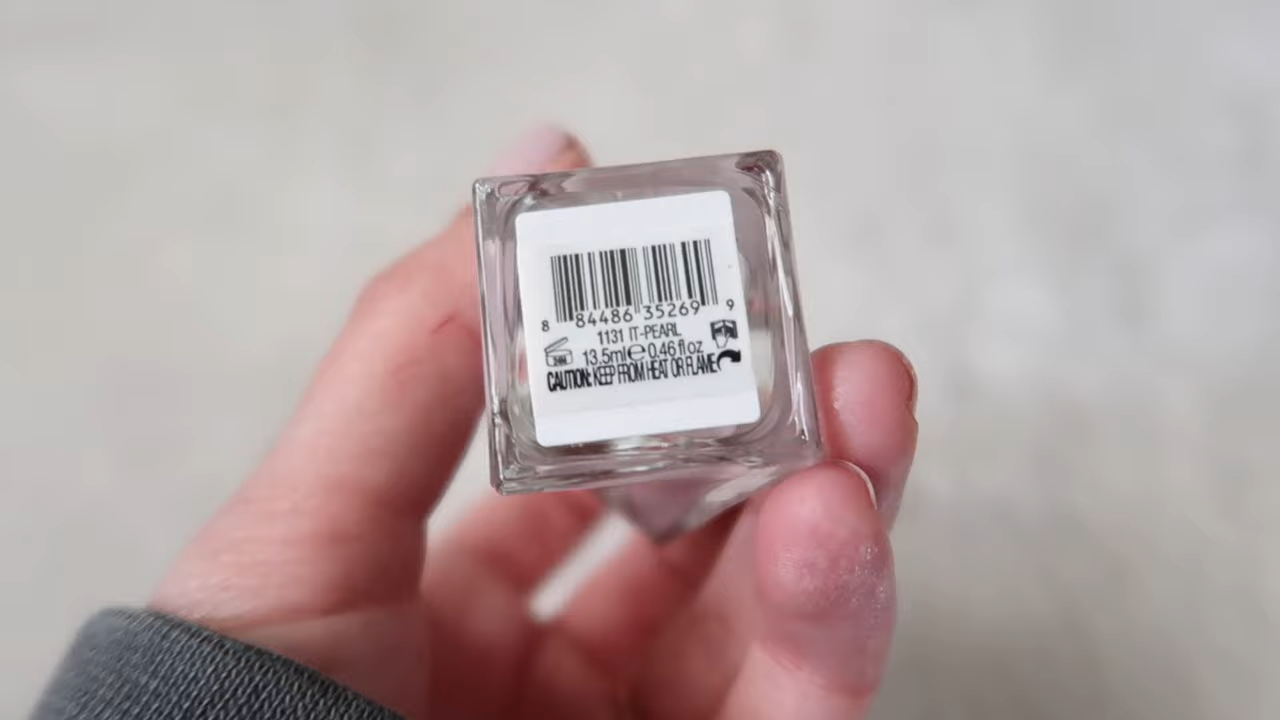 8 84486 35269 9
1131 IT-PEARL
13.5ml e 0.46 fl oz
CAUTION: KEEP FROM HEAT OR FLAME